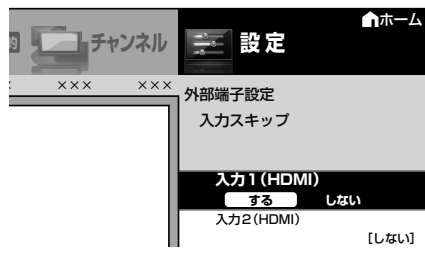 ホーム
チャンネル
設定
××× ×××
外部端子設定
入力スキップ
入力1(HDMI)
する しない
入力2(HDMI)
[しない]